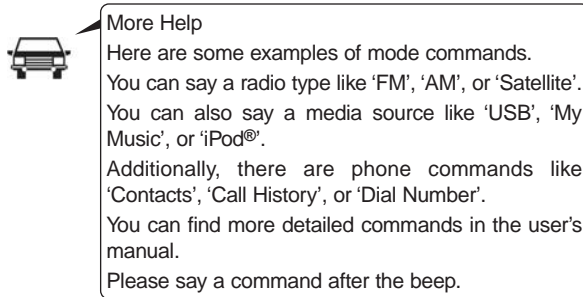 More Help
Here are some examples of mode commands.
You can say a radio type like ‘FM’, ‘AM’, or ‘Satellite’.
You can also say a media source like ‘USB’, ‘My
Music’, or ‘iPod®’.
Additionally, there are phone commands like
‘Contacts’, ‘Call History’, or ‘Dial Number’.
You can find more detailed commands in the user’s
manual.
Please say a command after the beep.